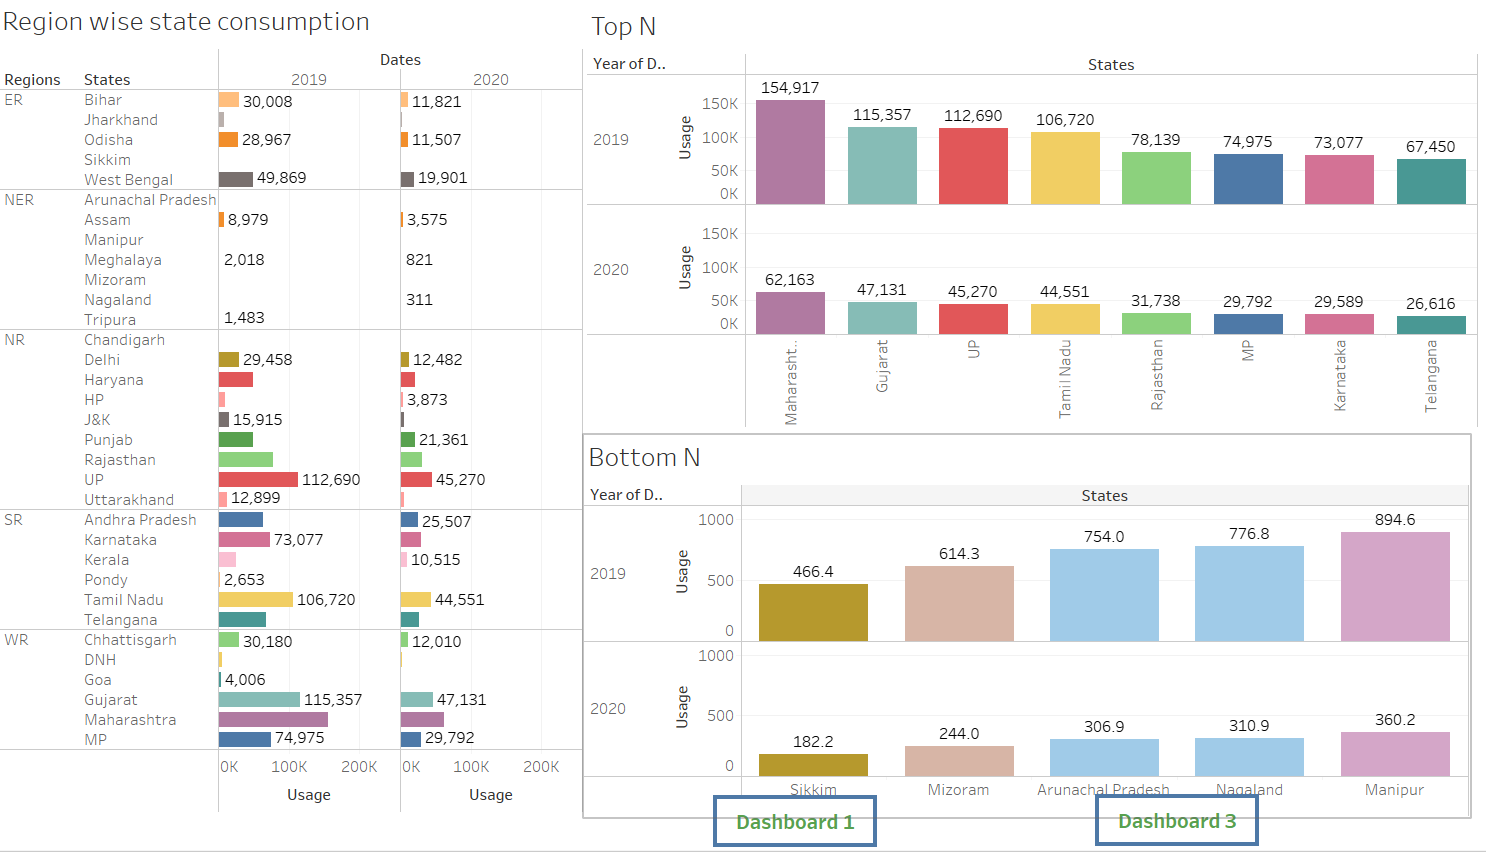 Region wise state consumption
Dates
Regions States 2019 2020
ER Bihar 30,008 11,821
Jharkhand
Odisha 28,967 11,507
Sikkim
West Bengal 49,869 19,901
NER Arunachal Pradesh
Assam 8,979 3,575
Manipur
Meghalaya 2,018 821
Mizoram
Nagaland 311
Tripura 1,483
NR Chandigarh
Delhi 29,458 12,482
Haryana
HP 3,873
J&K 15,915
Punjab 21,361
Rajasthan
UP 112,690 45,270
Uttarakhand 12,899
SR Andhra Pradesh 25,507
Karnataka 73,077
Kerala 10,515
Pondy 2,653
Tamil Nadu 106,720 44,551
Telangana
WR Chhattisgarh 30,180 12,010
DNH
Goa 4,006
Gujarat 115,357 47,131
Maharashtra
MP 74,975 29,792
0K 100K 200K 0K 100K 200K
Usage Usage
Top N
Year of D..
States
2019
Usage
150K
100K
50K
0K
154,917 115,357 112,690 106,720 78,139 74,975 73,077 67,450
2020
Usage
150K
100K
50K
0K
62,163 47,131 45,270 44,551 31,738 29,792 29,589 26,616
Maharasht.. Gujarat UP Tamil Nadu Rajasthan MP Karnataka Telangana
Bottom N
Year of D..
States
2019
Usage
1000
500
0
466.4 614.3 754.0 776.8 894.6
2020
Usage
1000
500
0
182.2 244.0 306.9 310.9 360.2
Sikkim Mizoram Arunachal Pradesh Nagaland Manipur
Dashboard 1 Dashboard 3